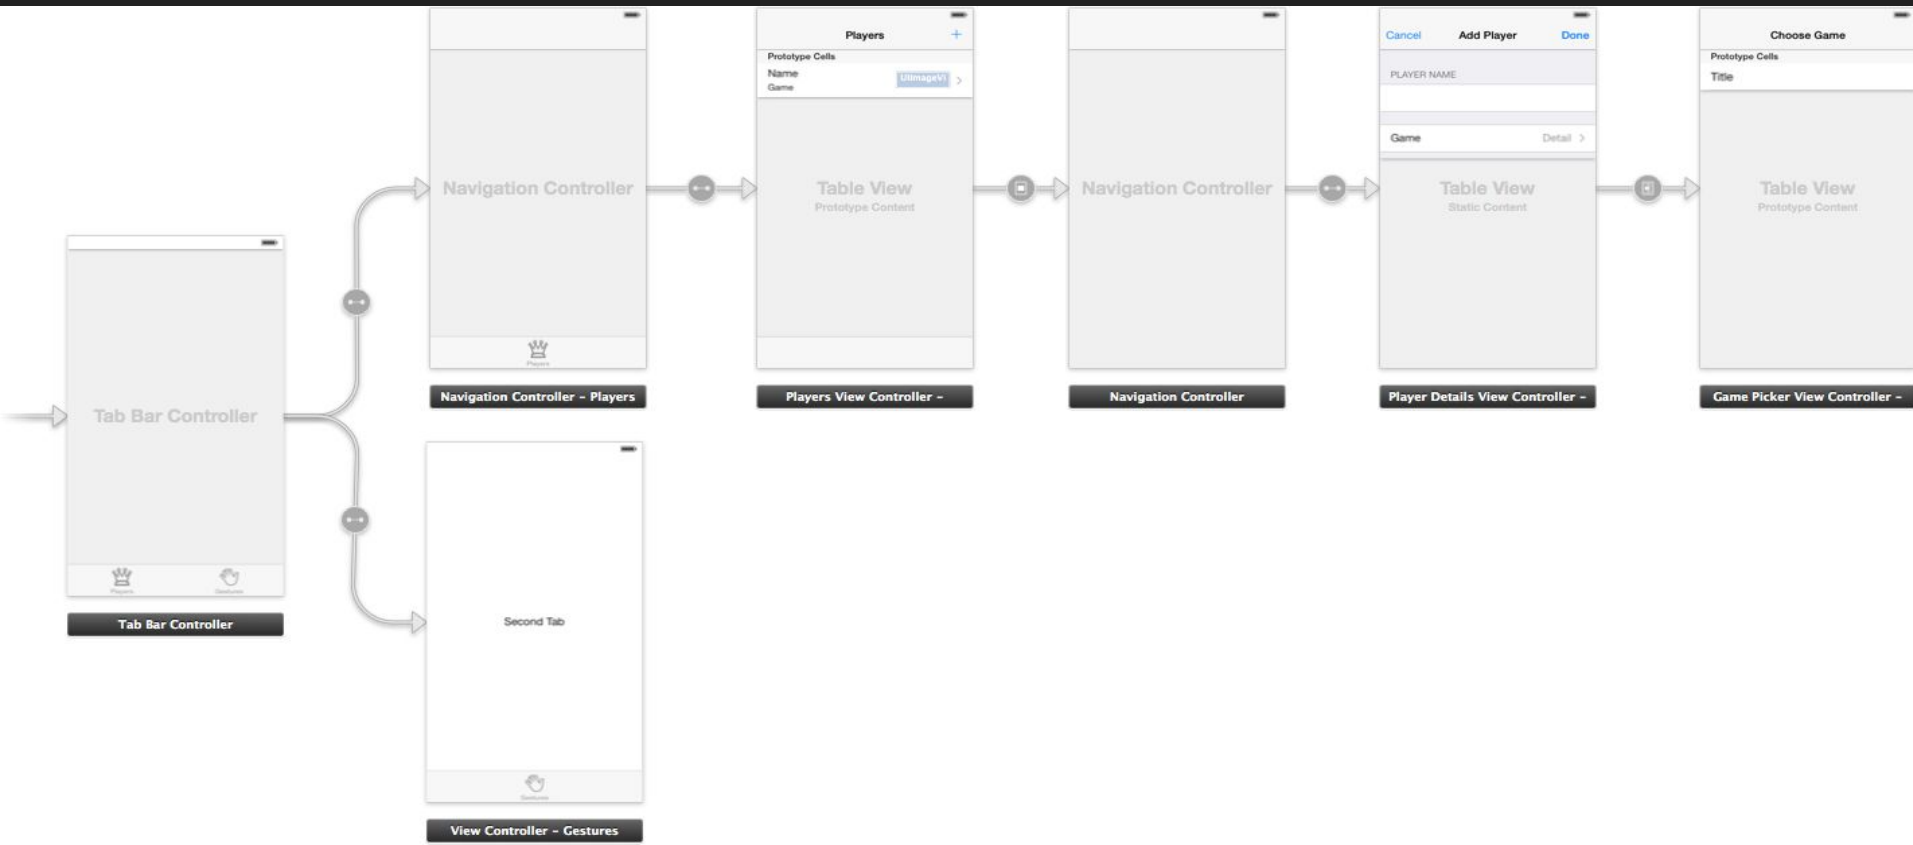 Tab Bar Controller
Players
Gestures
Tab Bar Controller
Navigation Controller
Players
Navigation Controller – Players
Players
+
Prototype Cells
Name
UIImageVi
Game
Table View
Prototype Content
Players View Controller –
Navigation Controller
Navigation Controller
Cancel Add Player Done
PLAYER NAME
Game Detail
Table View
Static Content
Player Details View Controller –
Choose Game
Prototype Cells
Title
Table View
Prototype Content
Game Picker View Controller –
Second Tab
Gestures
View Controller – Gestures